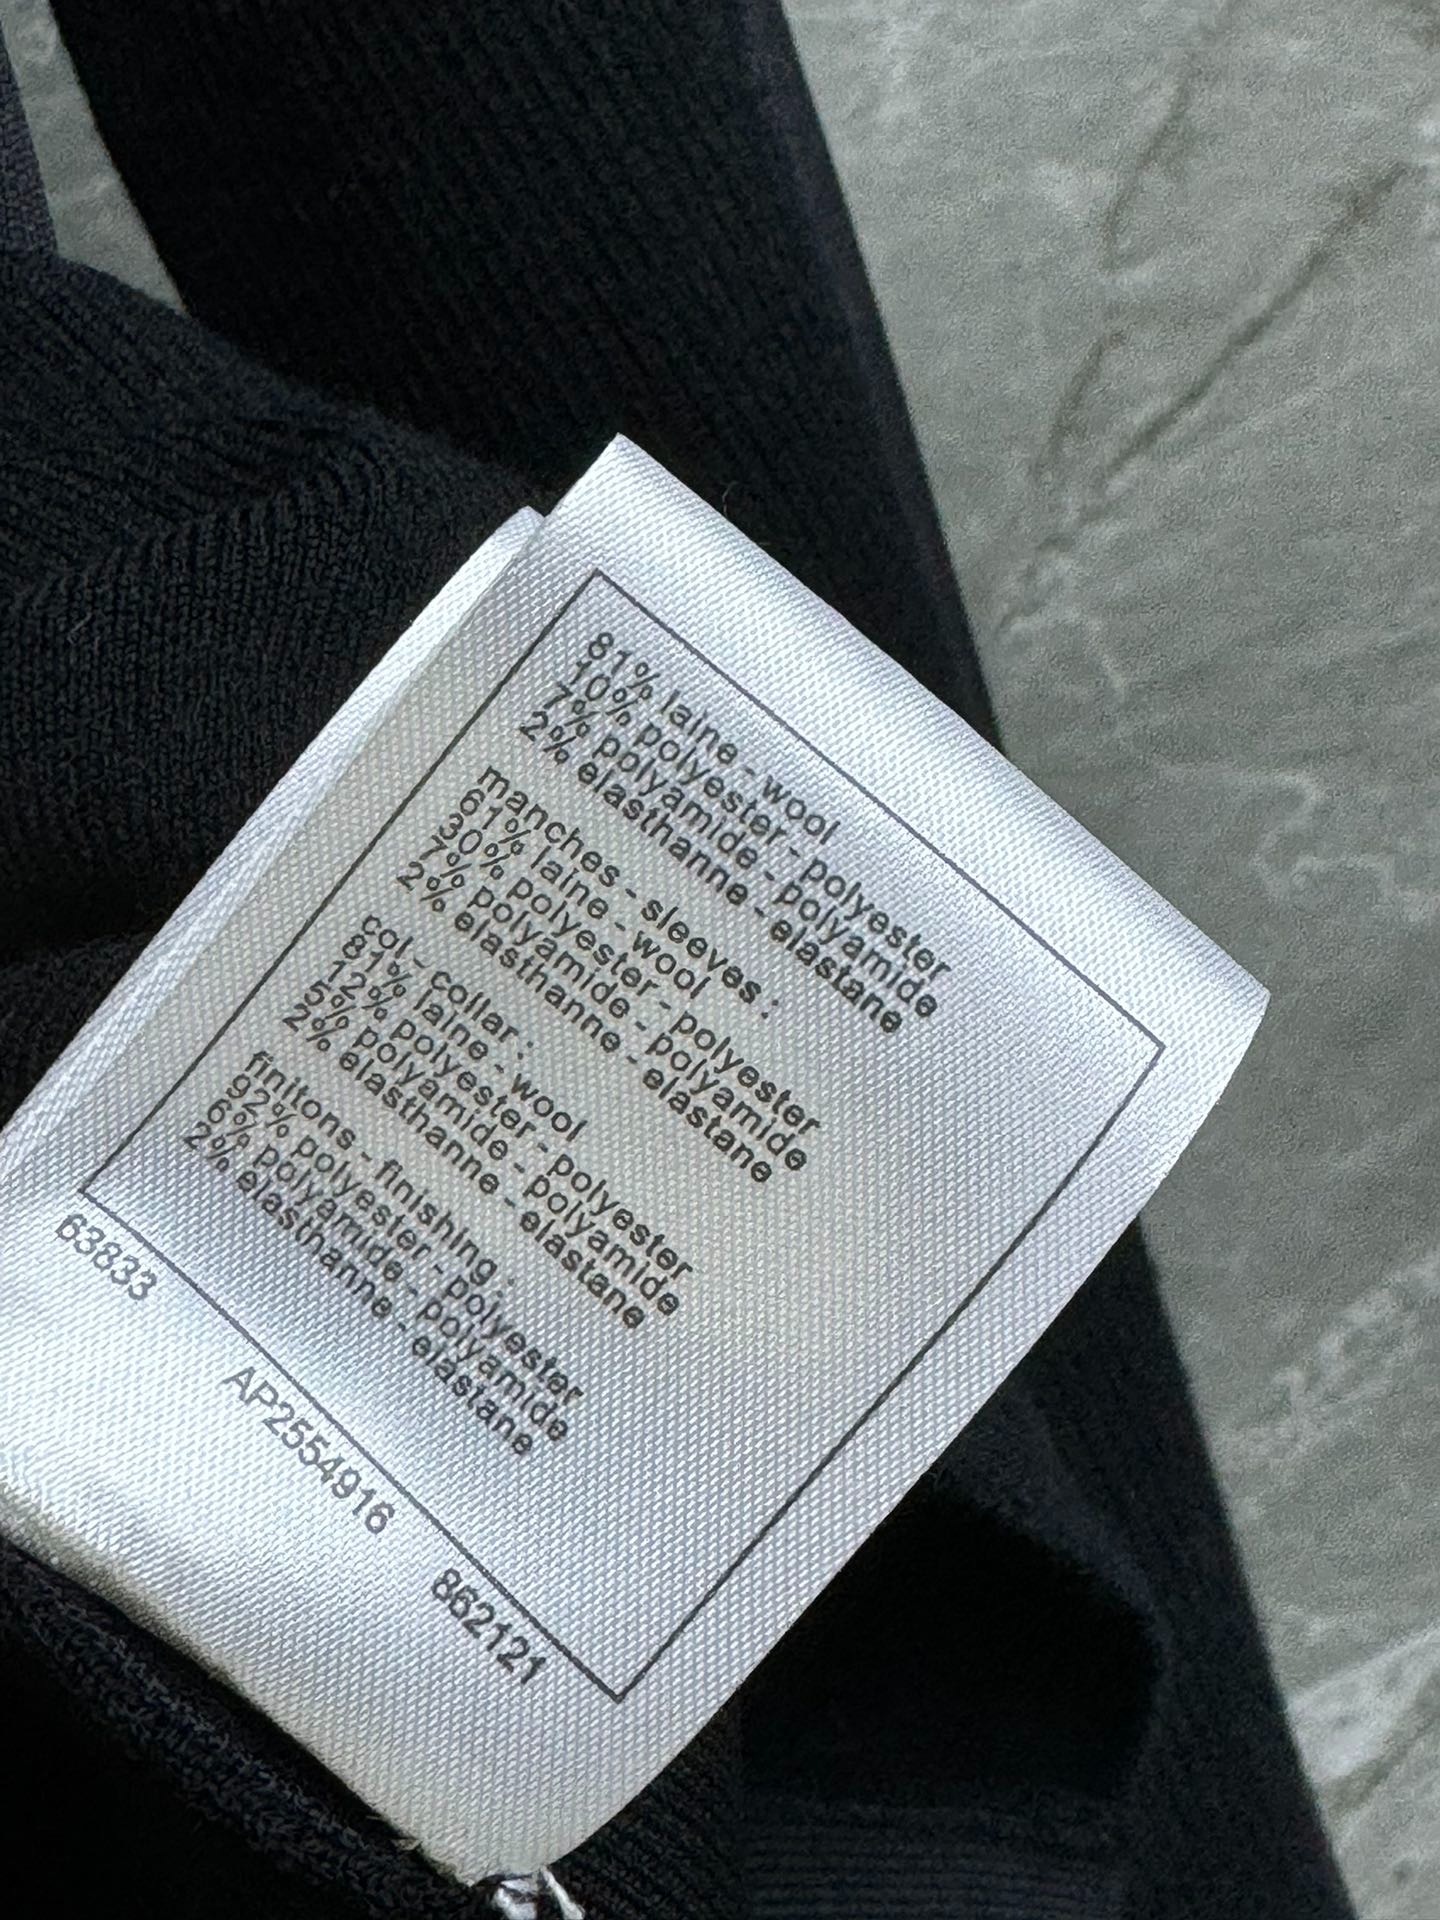 81% laine - wool
10% polyester - polyester
7% polyamide - polyamide
2% elasthanne - elastane
manches - sleeves :
61% laine - wool
30% polyester - polyester
7% polyamide - polyamide
2% elasthanne - elastane
col - collar :
81% laine - wool
12% polyester - polyester
5% polyamide - polyamide
2% elasthanne - elastane
finitons - finishing :
92% polyester - polyester
6% polyamide - polyamide
2% elasthanne - elastane
63833 AP2554916 862121